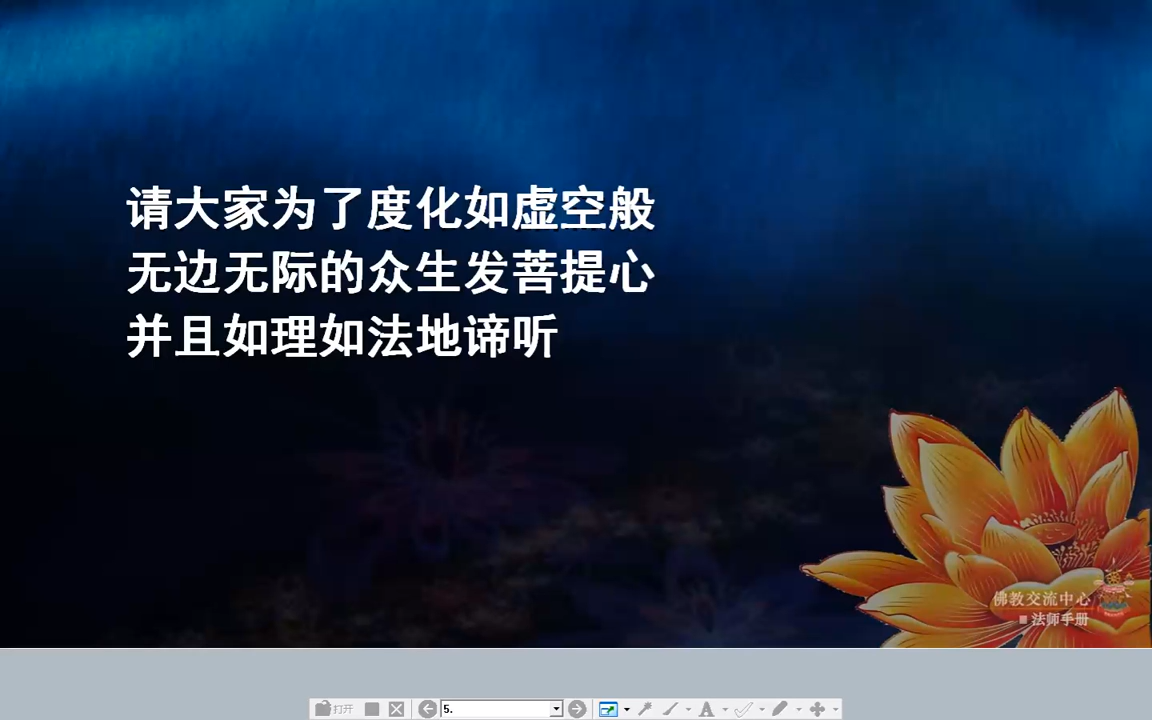 请大家为了度化如虚空般
无边无际的众生发菩提心
并且如理如法地谛听
佛教交流中心
■法师手册
打开
5.